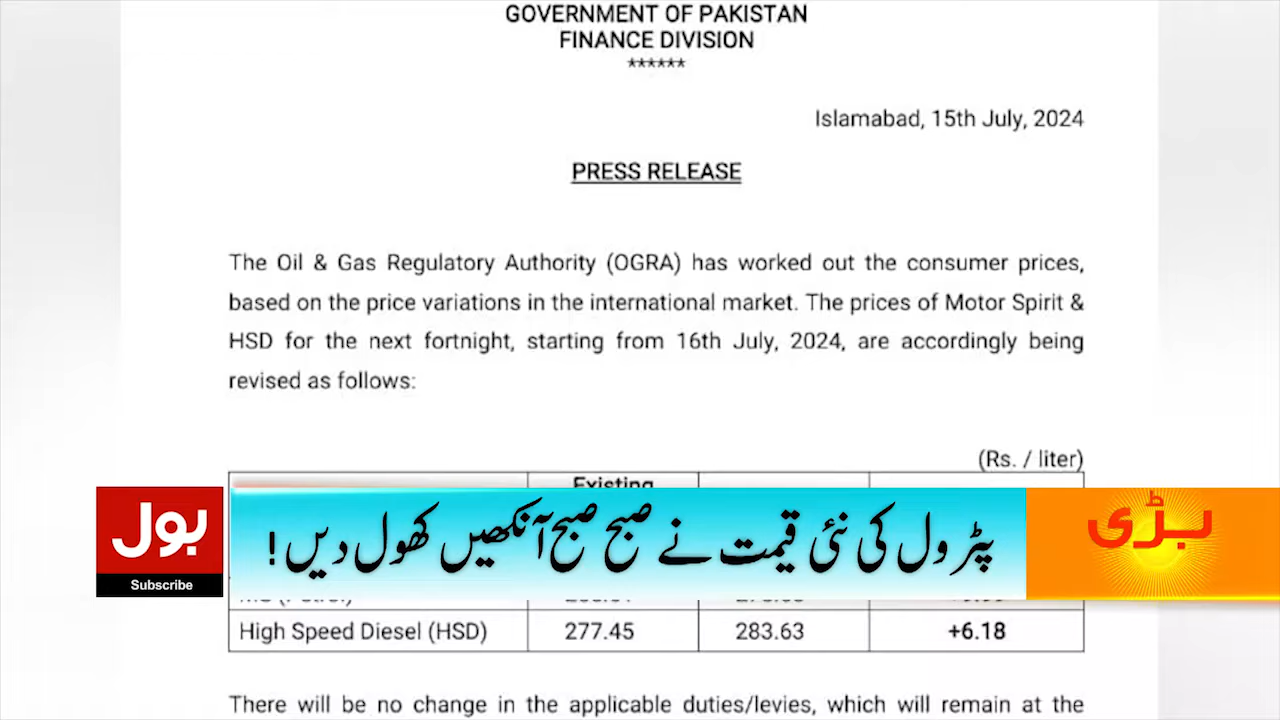 GOVERNMENT OF PAKISTAN
FINANCE DIVISION
******
Islamabad, 15th July, 2024
PRESS RELEASE
The Oil & Gas Regulatory Authority (OGRA) has worked out the consumer prices,
based on the price variations in the international market. The prices of Motor Spirit &
HSD for the next fortnight, starting from 16th July, 2024, are accordingly being
revised as follows:
(Rs. / liter)
Existing
بول
Subscribe
پٹرول کی نئی قیمت نے صبح صبح آنکھیں کھول دیں!
بڑی
High Speed Diesel (HSD) 277.45 283.63 +6.18
There will be no change in the applicable duties/levies, which will remain at the